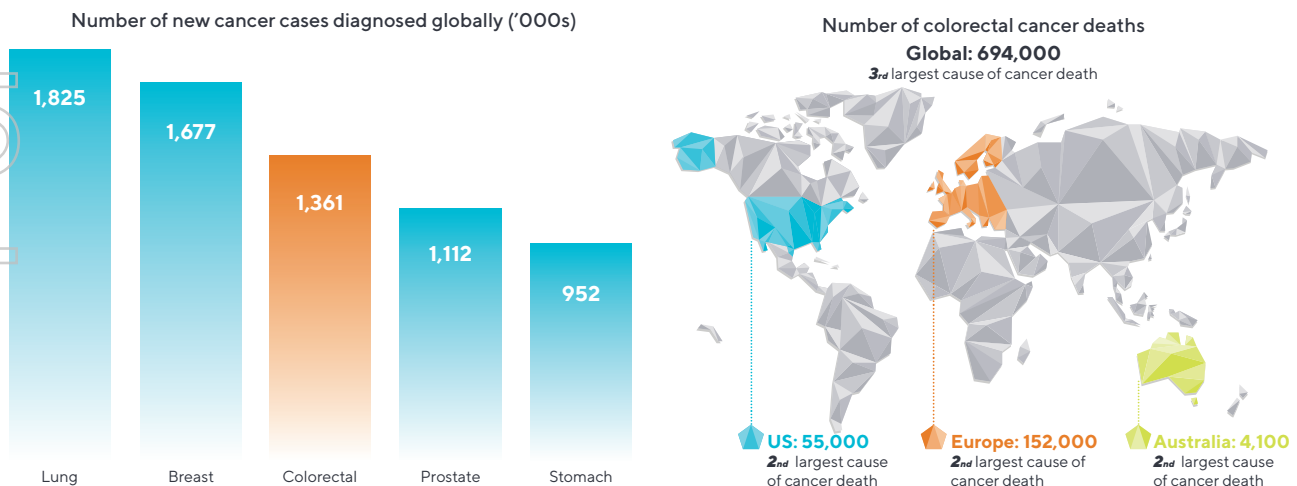 Number of new cancer cases diagnosed globally (’000s)
1,825
1,677
1,361
1,112
952
Lung
Breast
Colorectal
Prostate
Stomach
Number of colorectal cancer deaths
Global: 694,000
3rd largest cause of cancer death
US: 55,000
2nd largest cause
of cancer death
Europe: 152,000
2nd largest cause of
cancer death
Australia: 4,100
2nd largest cause
of cancer death